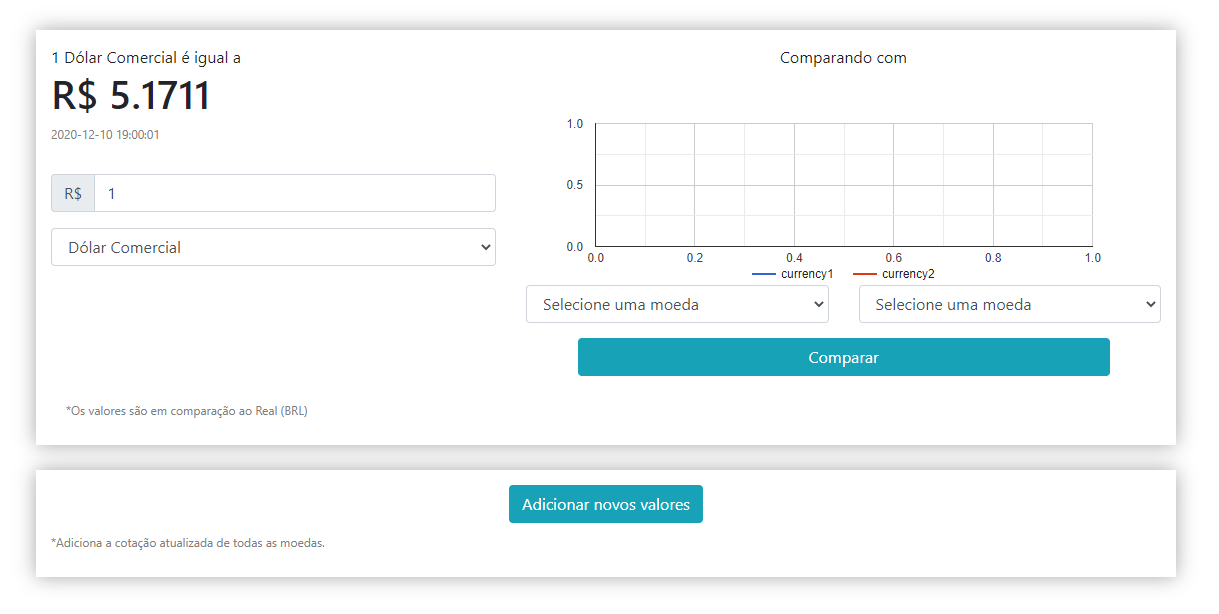 1 Dólar Comercial é igual a
R$ 5.1711
2020-12-10 19:00:01
R$ 1
Dólar Comercial
Comparando com
1.0
0.5
0.0
0.0 0.2 0.4 0.6 0.8 1.0
currency1 currency2
Selecione uma moeda Selecione uma moeda
Comparar
*Os valores são em comparação ao Real (BRL)
Adicionar novos valores
*Adiciona a cotação atualizada de todas as moedas.